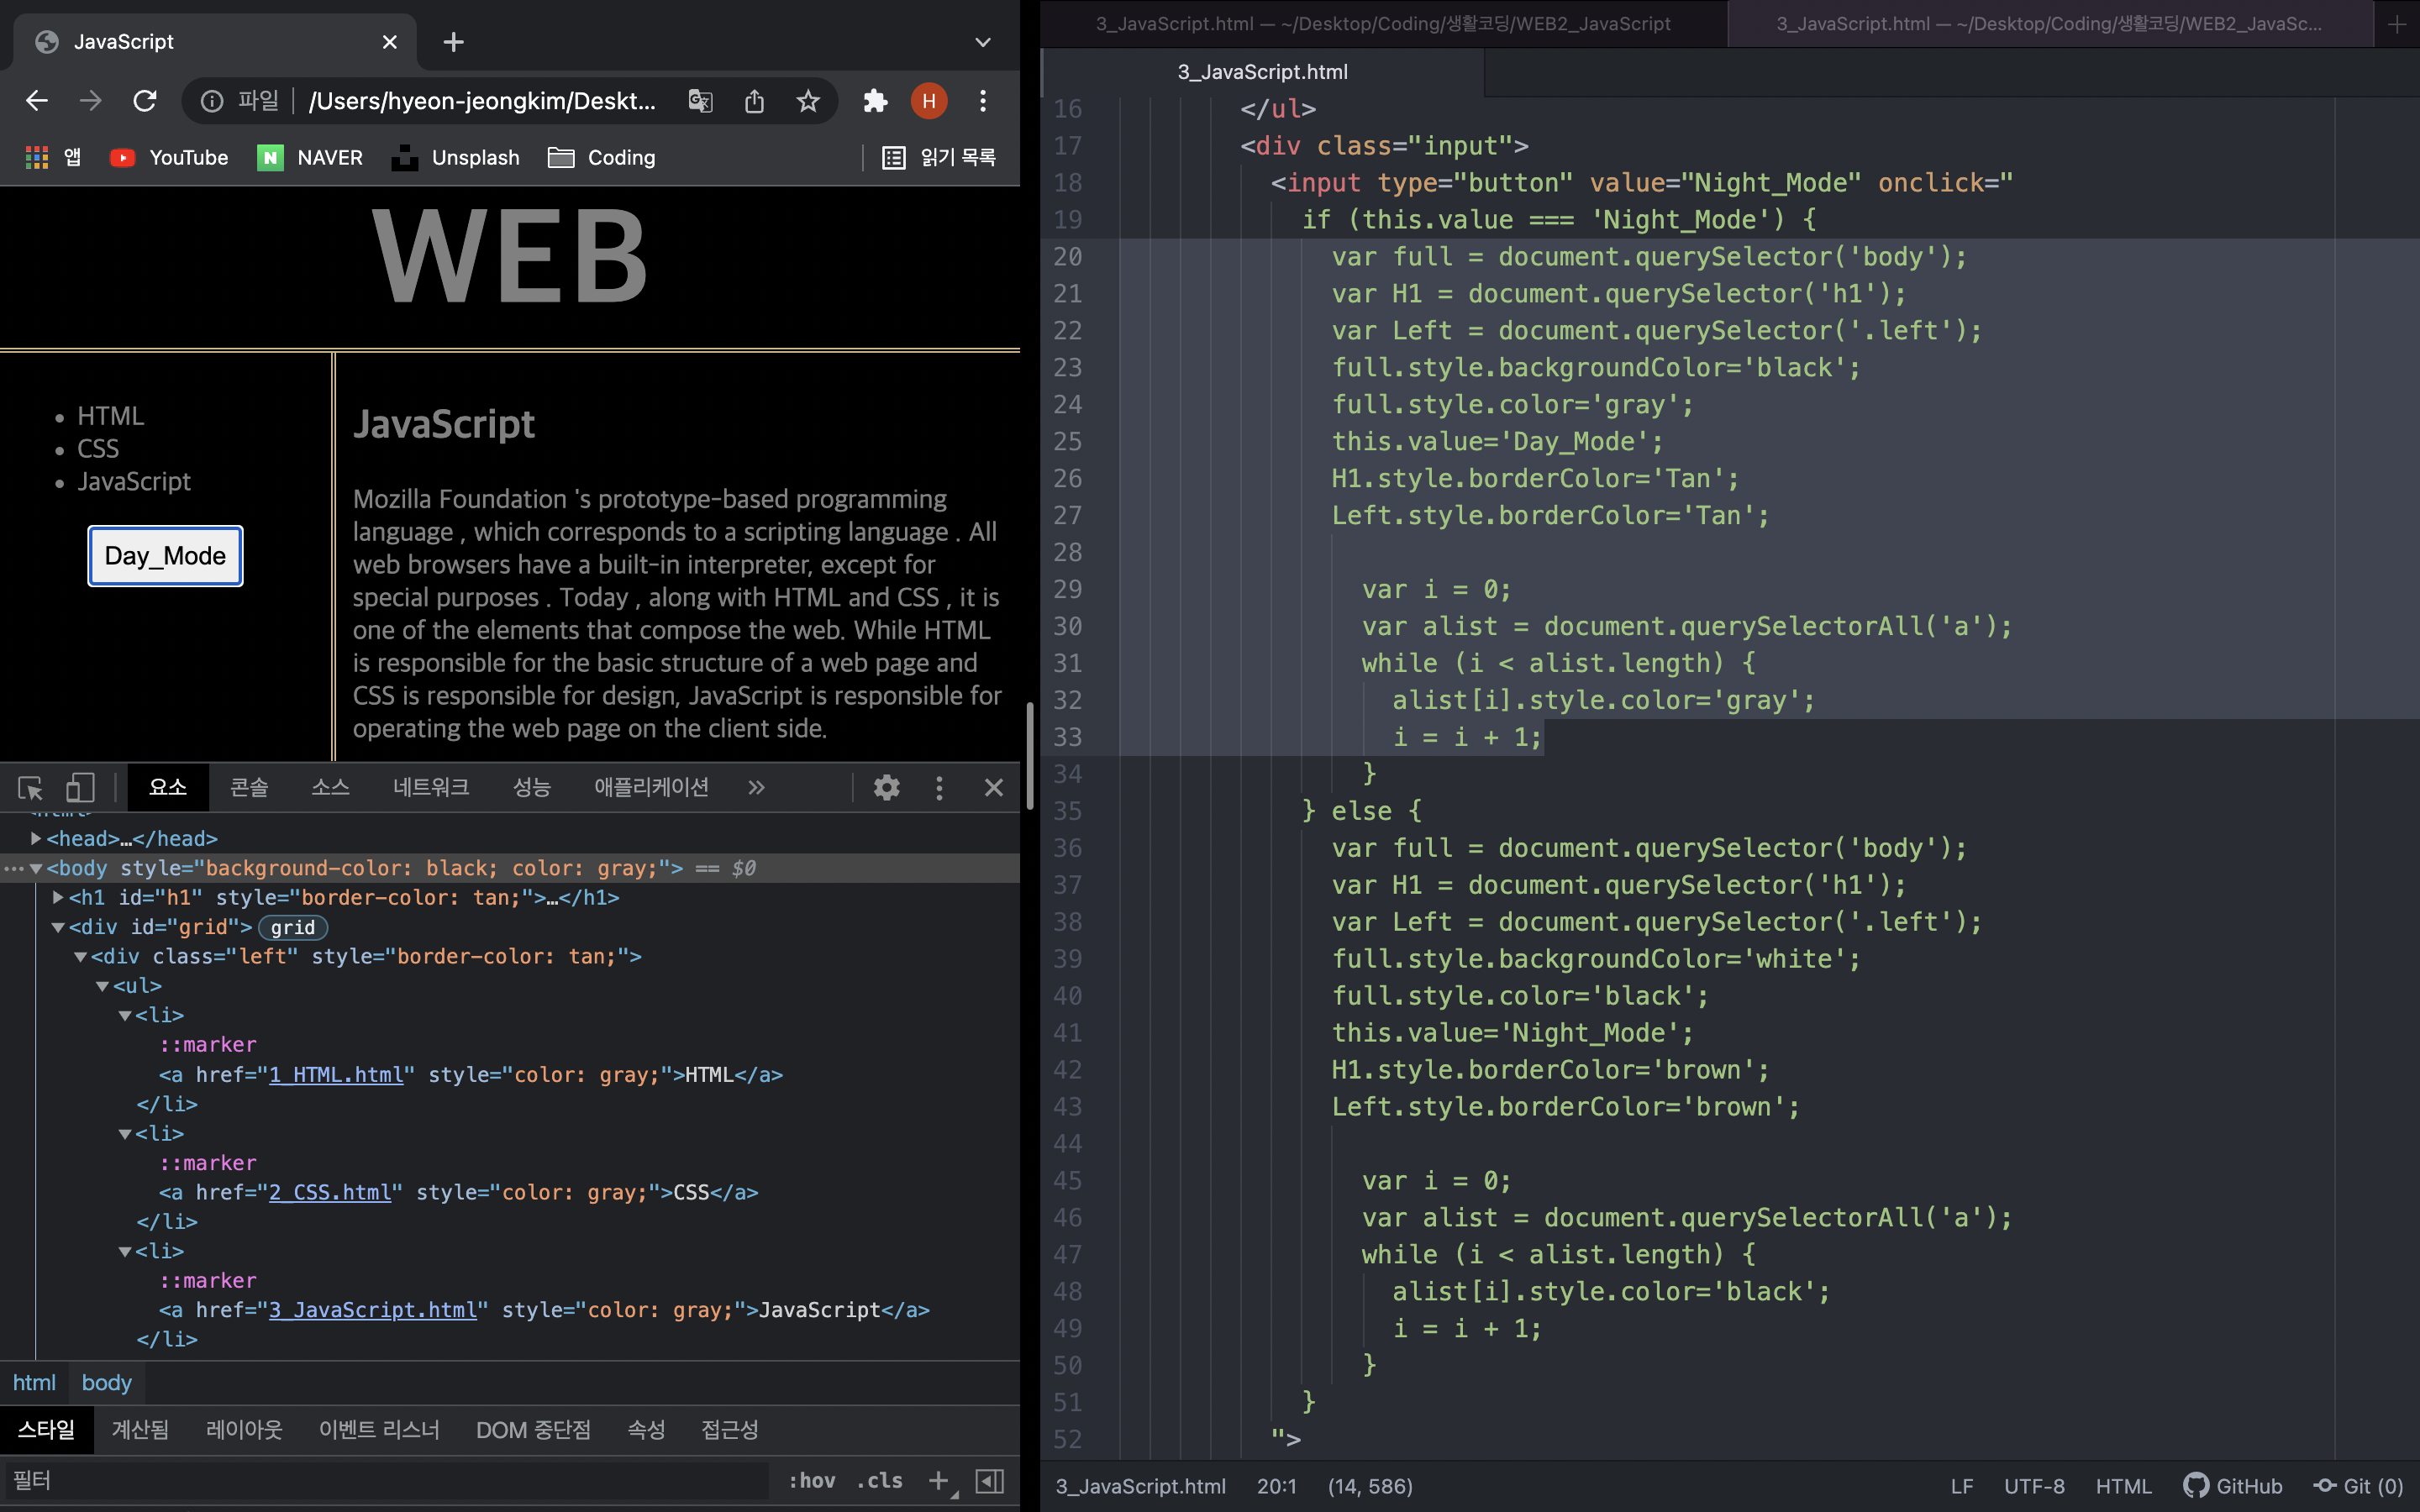 JavaScript
파일 /Users/hyeon-jeongkim/Deskt...
H
앱 YouTube N NAVER Unsplash Coding 읽기 목록
WEB
HTML
CSS
JavaScript
Day_Mode
JavaScript
Mozilla Foundation 's prototype-based programming
language , which corresponds to a scripting language . All
web browsers have a built-in interpreter, except for
special purposes . Today , along with HTML and CSS , it is
one of the elements that compose the web. While HTML
is responsible for the basic structure of a web page and
CSS is responsible for design, JavaScript is responsible for
operating the web page on the client side.
요소 콘솔 소스 네트워크 성능 애플리케이션 »
<html>
<head>…</head>
<body style="background-color: black; color: gray;"> == $0
<h1 id="h1" style="border-color: tan;">…</h1>
<div id="grid"> grid
<div class="left" style="border-color: tan;">
<ul>
<li>
::marker
<a href="1_HTML.html" style="color: gray;">HTML</a>
</li>
<li>
::marker
<a href="2_CSS.html" style="color: gray;">CSS</a>
</li>
<li>
::marker
<a href="3_JavaScript.html" style="color: gray;">JavaScript</a>
</li>
html body
스타일 계산됨 레이아웃 이벤트 리스너 DOM 중단점 속성 접근성
필터 :hov .cls +
3_JavaScript.html — ~/Desktop/Coding/생활코딩/WEB2_JavaScript
3_JavaScript.html — ~/Desktop/Coding/생활코딩/WEB2_JavaSc...
3_JavaScript.html
16 </ul>
17 <div class="input">
18 <input type="button" value="Night_Mode" onclick="
19 if (this.value === 'Night_Mode') {
20 var full = document.querySelector('body');
21 var H1 = document.querySelector('h1');
22 var Left = document.querySelector('.left');
23 full.style.backgroundColor='black';
24 full.style.color='gray';
25 this.value='Day_Mode';
26 H1.style.borderColor='Tan';
27 Left.style.borderColor='Tan';
28
29 var i = 0;
30 var alist = document.querySelectorAll('a');
31 while (i < alist.length) {
32 alist[i].style.color='gray';
33 i = i + 1;
34 }
35 } else {
36 var full = document.querySelector('body');
37 var H1 = document.querySelector('h1');
38 var Left = document.querySelector('.left');
39 full.style.backgroundColor='white';
40 full.style.color='black';
41 this.value='Night_Mode';
42 H1.style.borderColor='brown';
43 Left.style.borderColor='brown';
44
45 var i = 0;
46 var alist = document.querySelectorAll('a');
47 while (i < alist.length) {
48 alist[i].style.color='black';
49 i = i + 1;
50 }
51 }
52 ">
3_JavaScript.html 20:1 (14, 586) LF UTF-8 HTML GitHub Git (0)